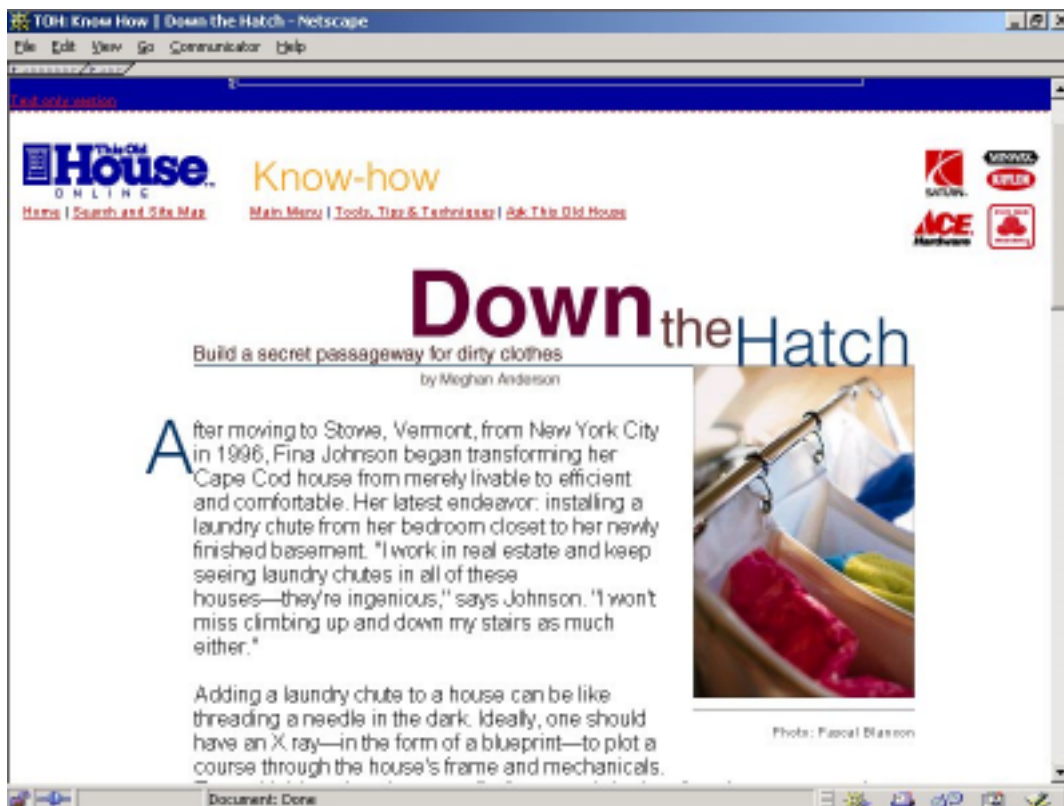 TOH: Know How | Down the Hatch - Netscape
File Edit View Go Communicator Help
Text only version
This Old
House
ONLINE
Know-how
Home | Search and Site Map
Main Menu | Tools, Tips & Techniques | Ask This Old House
SATURN
ACE
Hardware
Down the Hatch
Build a secret passageway for dirty clothes
by Meghan Anderson
After moving to Stowe, Vermont, from New York City
in 1996, Fina Johnson began transforming her
Cape Cod house from merely livable to efficient
and comfortable. Her latest endeavor: installing a
laundry chute from her bedroom closet to her newly
finished basement. "I work in real estate and keep
seeing laundry chutes in all of these
houses—they're ingenious," says Johnson. "I won't
miss climbing up and down my stairs as much
either."
Adding a laundry chute to a house can be like
threading a needle in the dark. Ideally, one should
have an X ray—in the form of a blueprint—to plot a
course through the house's frame and mechanicals.
Photo: Pascal Blannon
Document: Done